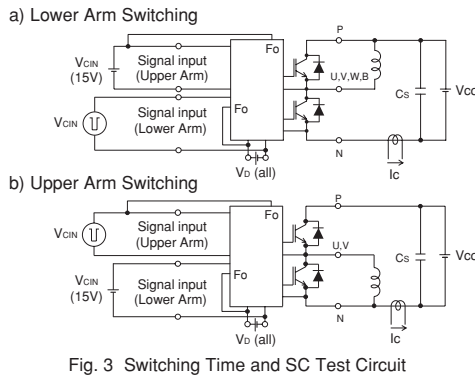 a) Lower Arm Switching
P
Fo
VCIN
(15V)
Signal input
(Upper Arm)
U,V,W,B
CS
VCC
VCIN
Signal input
(Lower Arm)
Fo
VD (all)
N
Ic
b) Upper Arm Switching
P
Fo
VCIN
Signal input
(Upper Arm)
U,V
CS
VCC
VCIN
(15V)
Signal input
(Lower Arm)
Fo
VD (all)
N
Ic
Fig. 3 Switching Time and SC Test Circuit